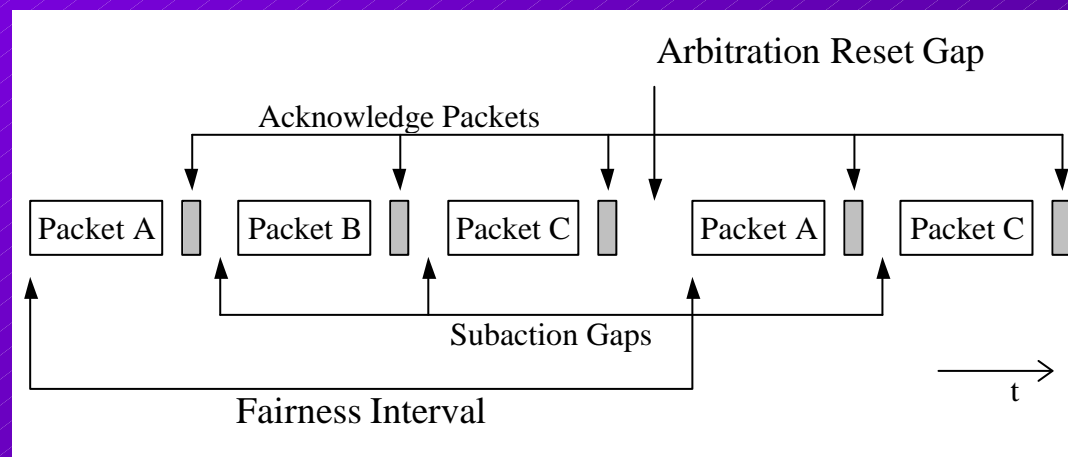 Arbitration Reset Gap
Acknowledge Packets
Packet A
Packet B
Packet C
Packet A
Packet C
Subaction Gaps
t
Fairness Interval